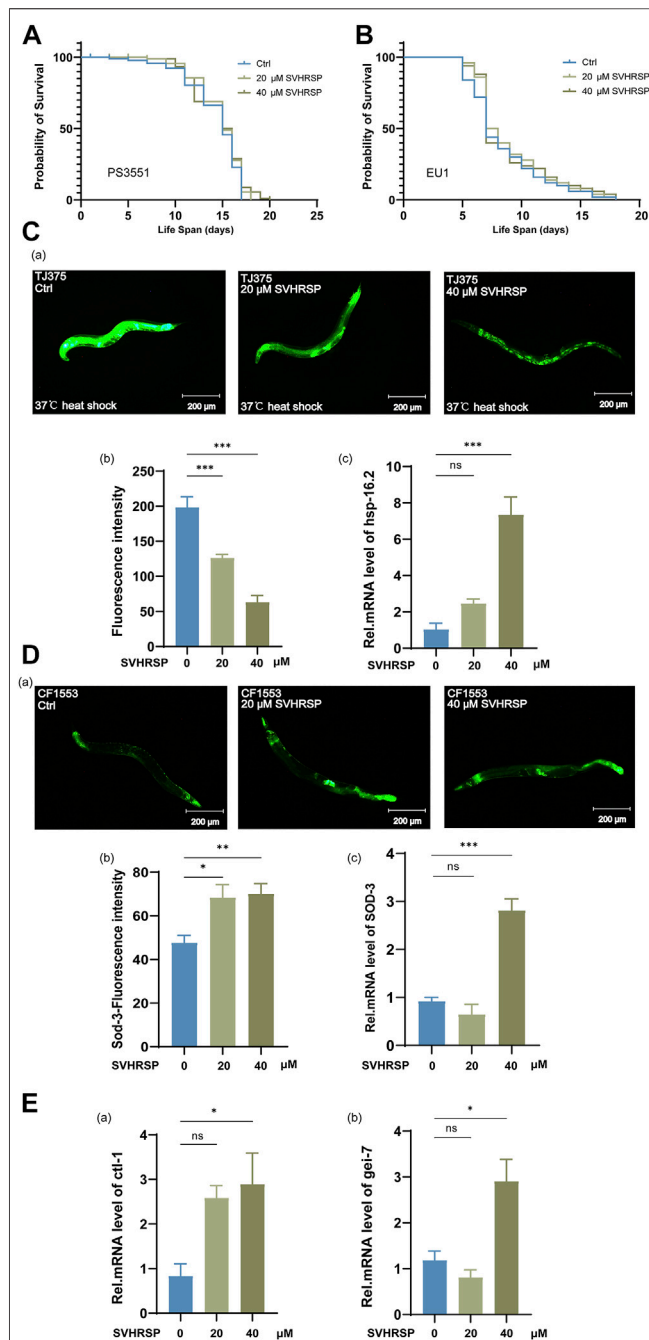 A
Probability of Survival
100
50
0
Ctrl
20 μM SVHRSP
40 μM SVHRSP
PS3551
0 5 10 15 20 25
Life Span (days)
B
Probability of Survival
100
50
0
Ctrl
20 μM SVHRSP
40 μM SVHRSP
EU1
0 5 10 15 20
Life Span (days)
C
(a)
TJ375
Ctrl
37℃ heat shock
200 μm
TJ375
20 μM SVHRSP
37℃ heat shock
200 μm
TJ375
40 μM SVHRSP
37℃ heat shock
200 μm
(b)
Fluorescence intensity
250
200
150
100
50
0
***
***
SVHRSP 0 20 40 μM
(c)
Rel.mRNA level of hsp-16.2
10
8
6
4
2
0
***
ns
SVHRSP 0 20 40 μM
D
(a)
CF1553
Ctrl
200 μm
CF1553
20 μM SVHRSP
200 μm
CF1553
40 μM SVHRSP
200 μm
(b)
Sod-3-Fluorescence intensity
80
60
40
20
0
**
*
SVHRSP 0 20 40 μM
(c)
Rel.mRNA level of SOD-3
4
3
2
1
0
***
ns
SVHRSP 0 20 40 μM
E
(a)
Rel.mRNA level of ctl-1
4
3
2
1
0
*
ns
SVHRSP 0 20 40 μM
(b)
Rel.mRNA level of gei-7
4
3
2
1
0
*
ns
SVHRSP 0 20 40 μM